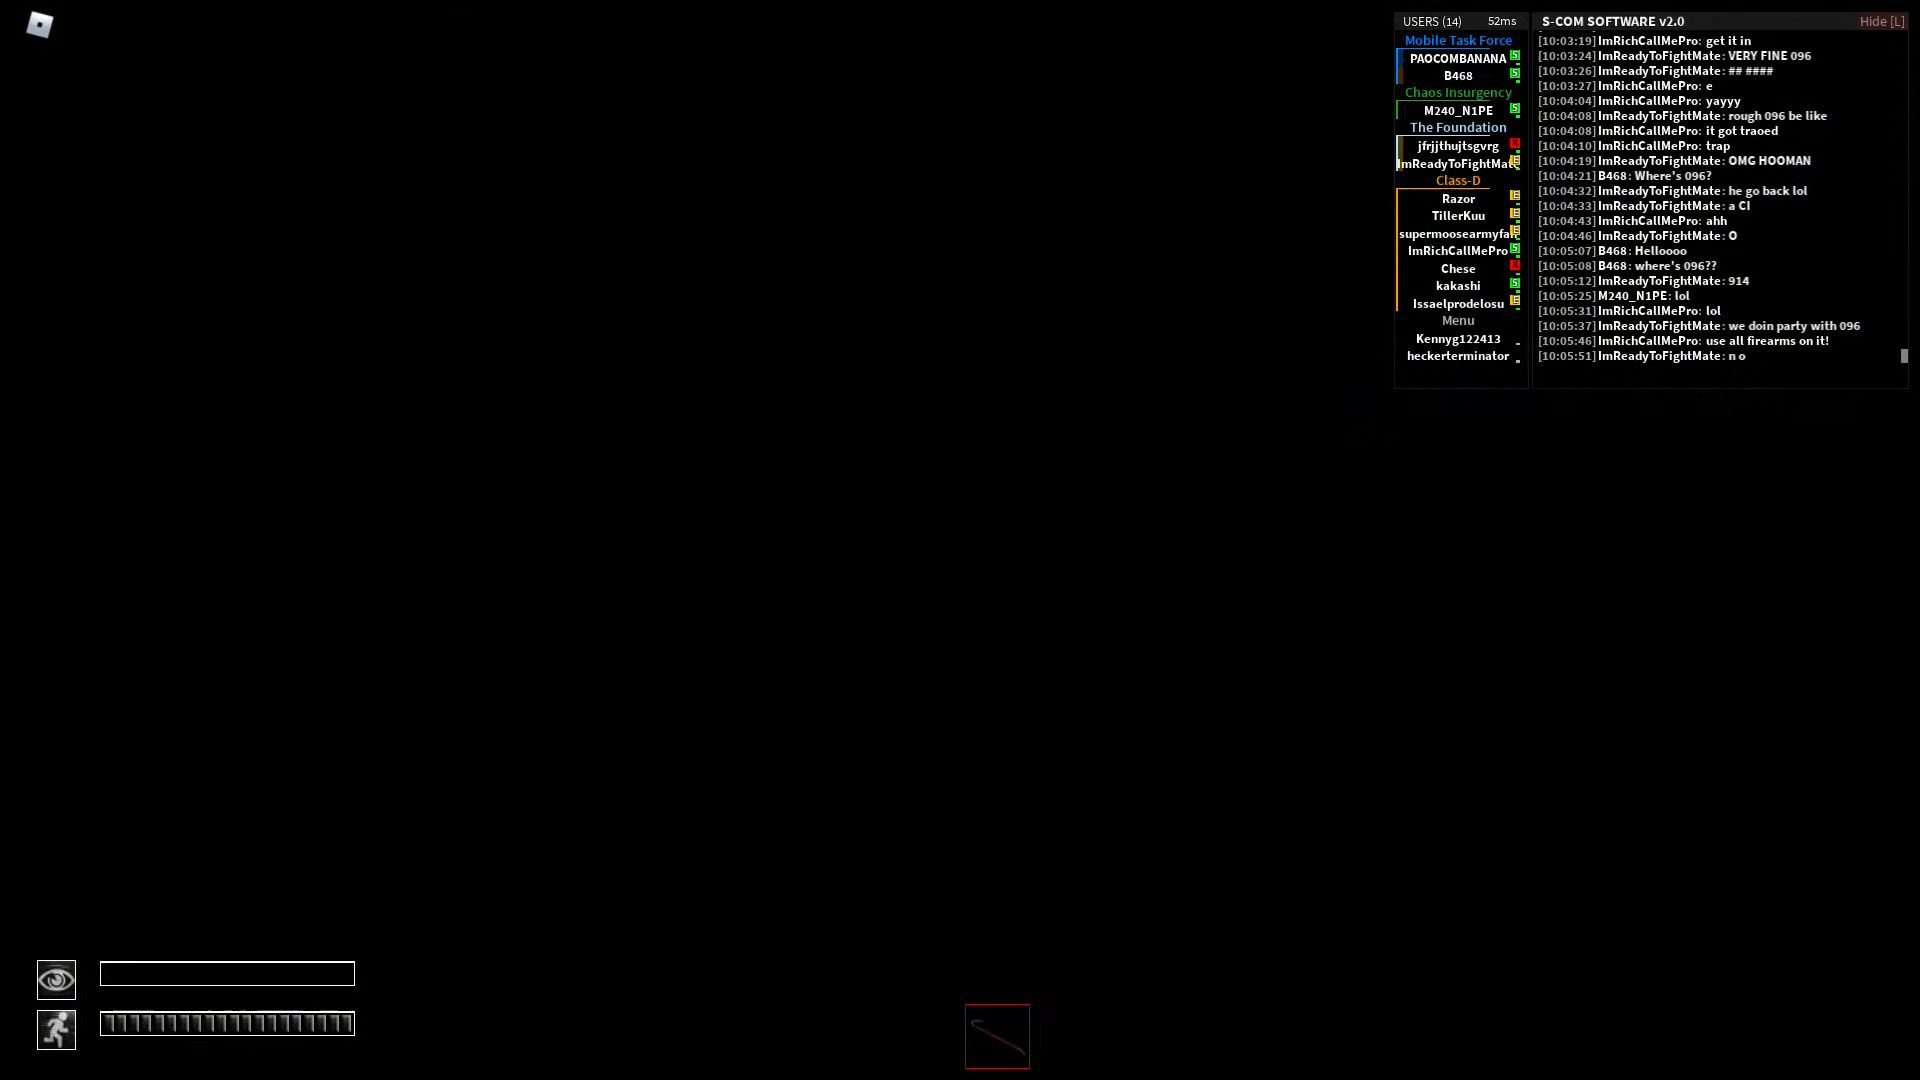 USERS (14) 52ms
Mobile Task Force
PAOCOMBANANA S
B468 S
Chaos Insurgency
M240_N1PE S
The Foundation
jfrjjthujtsgvrg
ImReadyToFightMat E
Class-D
Razor E
TillerKuu E
supermoosearmyfa E
ImRichCallMePro S
Chese
kakashi S
Issaelprodelosu E
Menu
Kennyg122413
heckerterminator
S-COM SOFTWARE v2.0 Hide [L]
[10:03:19] ImRichCallMePro: get it in
[10:03:24] ImReadyToFightMate: VERY FINE 096
[10:03:26] ImReadyToFightMate: ## ####
[10:03:27] ImRichCallMePro: e
[10:04:04] ImRichCallMePro: yayyy
[10:04:08] ImReadyToFightMate: rough 096 be like
[10:04:08] ImRichCallMePro: it got traoed
[10:04:10] ImRichCallMePro: trap
[10:04:19] ImReadyToFightMate: OMG HOOMAN
[10:04:21] B468: Where's 096?
[10:04:32] ImReadyToFightMate: he go back lol
[10:04:33] ImReadyToFightMate: a CI
[10:04:43] ImRichCallMePro: ahh
[10:04:46] ImReadyToFightMate: O
[10:05:07] B468: Helloooo
[10:05:08] B468: where's 096??
[10:05:12] ImReadyToFightMate: 914
[10:05:25] M240_N1PE: lol
[10:05:31] ImRichCallMePro: lol
[10:05:37] ImReadyToFightMate: we doin party with 096
[10:05:46] ImRichCallMePro: use all firearms on it!
[10:05:51] ImReadyToFightMate: n o